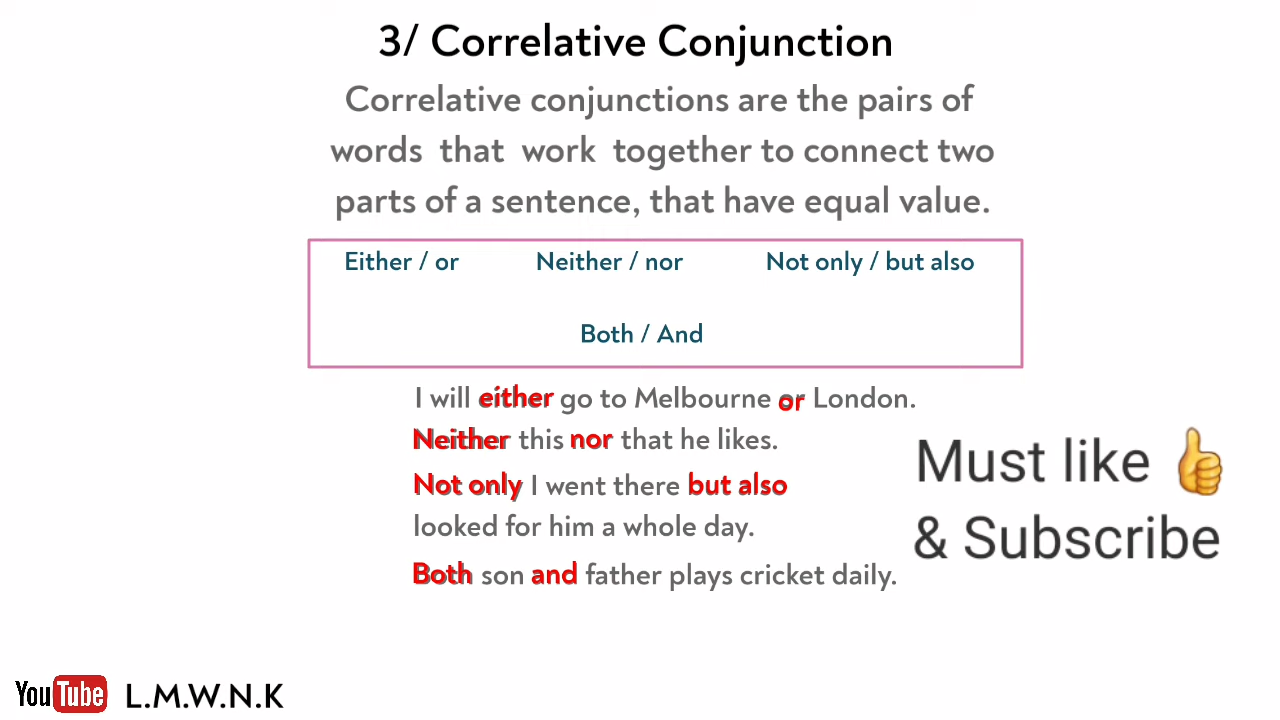 3/ Correlative Conjunction
Correlative conjunctions are the pairs of
words that work together to connect two
parts of a sentence, that have equal value.
Either / or Neither / nor Not only / but also
Both / And
I will either go to Melbourne or London.
Neither this nor that he likes.
Not only I went there but also
looked for him a whole day.
Both son and father plays cricket daily.
Must like 👍
& Subscribe
YouTube L.M.W.N.K